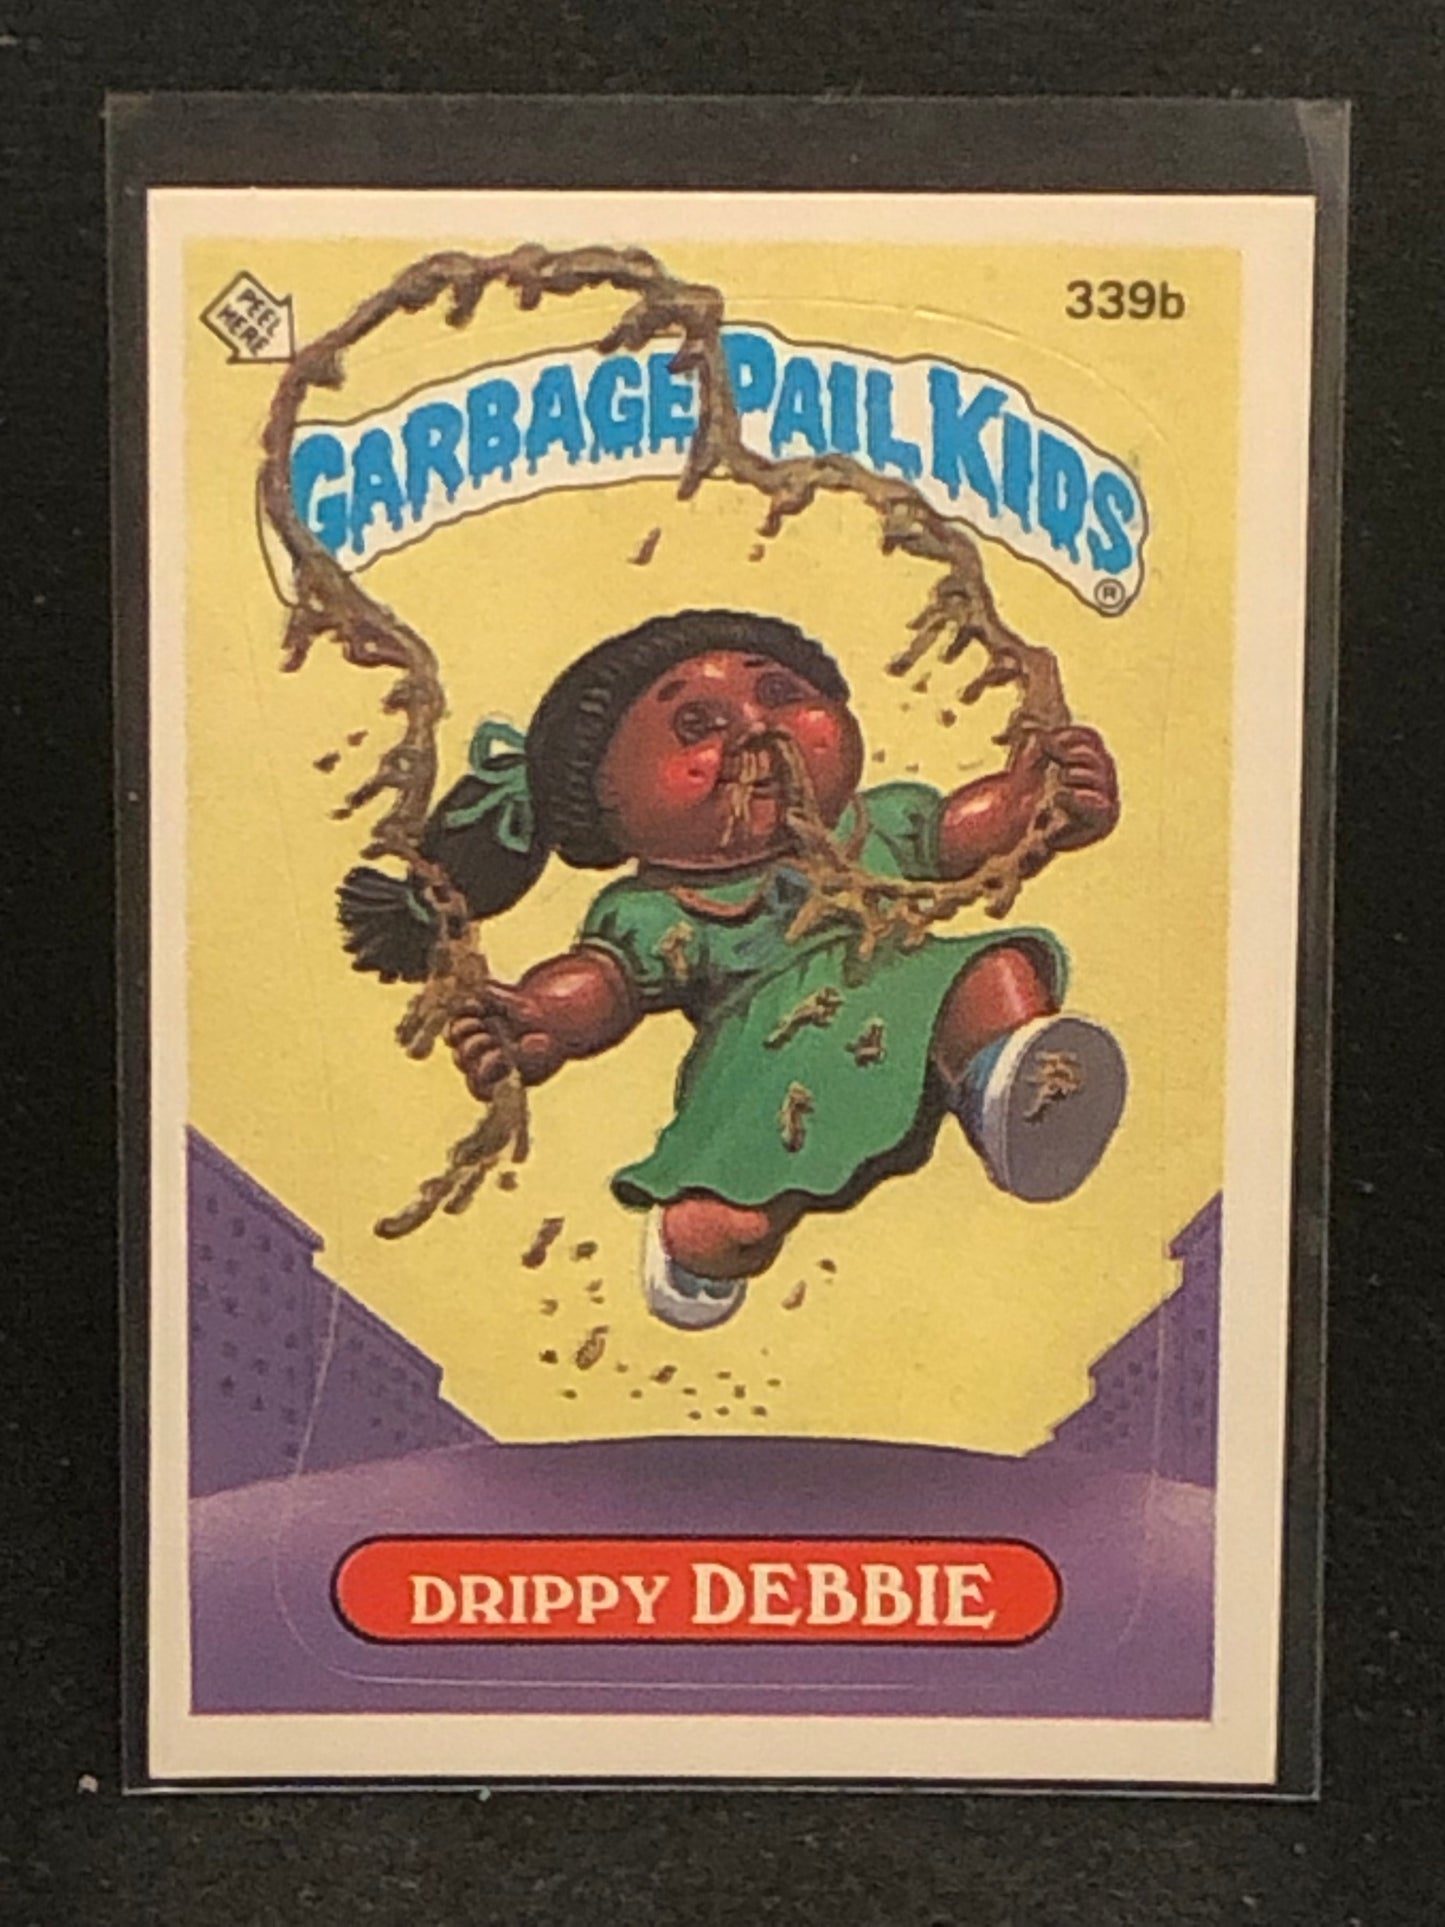 PEEL
HERE
339b
GARBAGE PAIL KIDS
®
DRIPPY DEBBIE